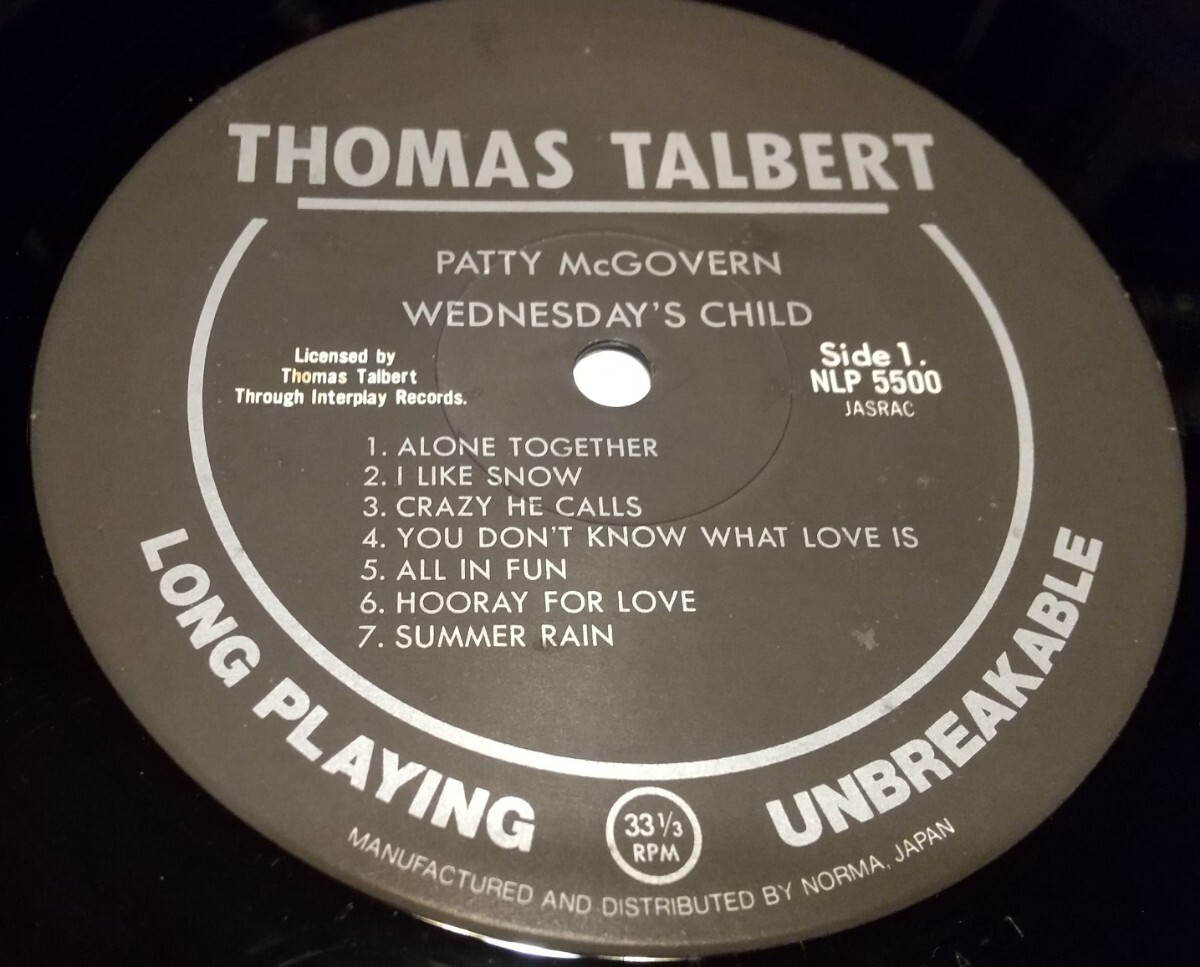 THOMAS TALBERT
PATTY McGOVERN
WEDNESDAY'S CHILD
Licensed by
Thomas Talbert
Through Interplay Records.
Side 1.
NLP 5500
JASRAC
1. ALONE TOGETHER
2. I LIKE SNOW
3. CRAZY HE CALLS
4. YOU DON'T KNOW WHAT LOVE IS
5. ALL IN FUN
6. HOORAY FOR LOVE
7. SUMMER RAIN
LONG PLAYING
33 1/3
RPM
UNBREAKABLE
MANUFACTURED AND DISTRIBUTED BY NORMA, JAPAN